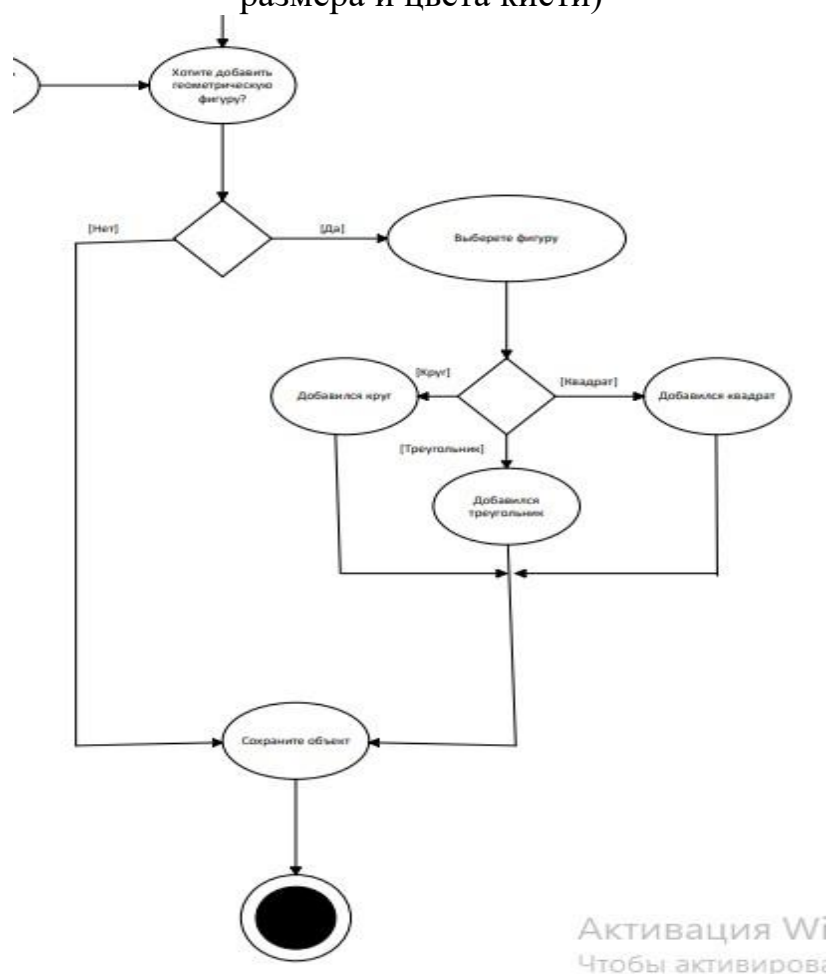 размера и цвета кисти)
Хотите добавить
геометрическую
фигуру?
[Нет]
[Да]
Выберете фигуру
[Круг]
[Квадрат]
Добавился круг
Добавился квадрат
[Треугольник]
Добавился
треугольник
Сохраните объект
Активация Wi
Чтобы активирова